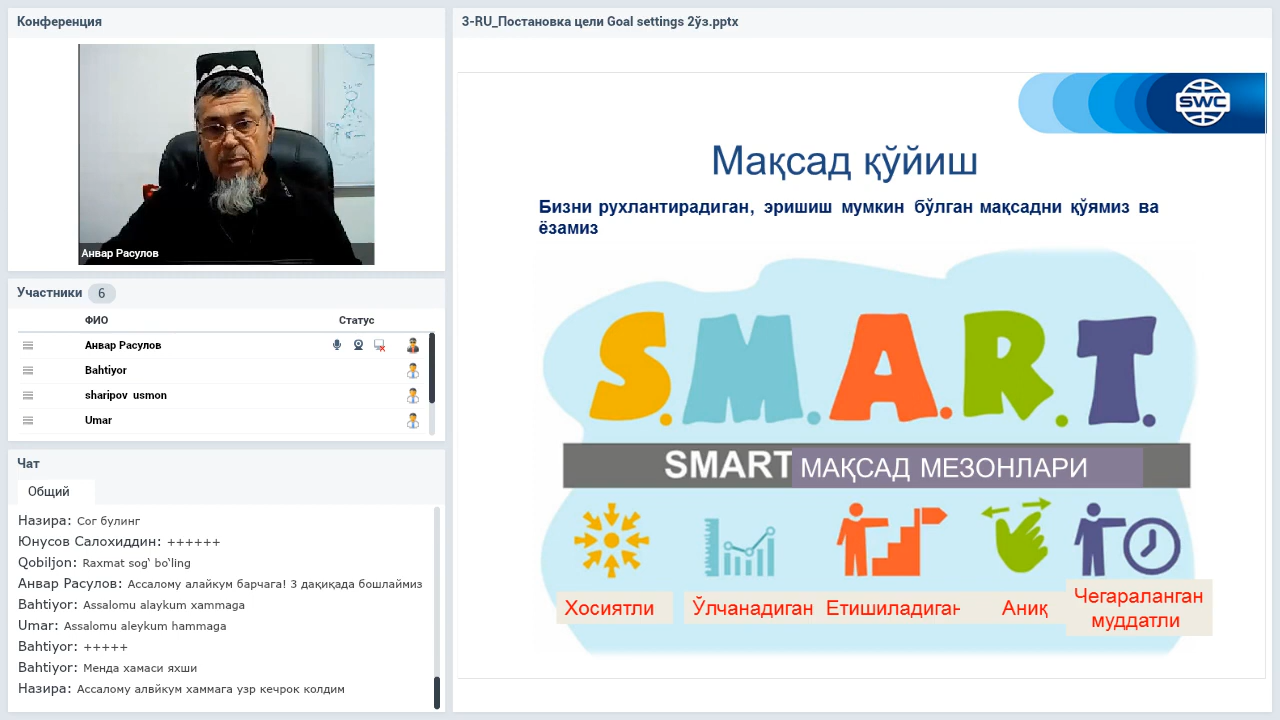 Конференция
Анвар Расулов
Участники 6
ФИО Статус
Анвар Расулов
Bahtiyor
sharipov usmon
Umar
Чат
Общий
Назира: Сог булинг
Юнусов Салохиддин: ++++++
Qobiljon: Raxmat sog‘ bo‘ling
Анвар Расулов: Ассалому алайкум барчага! 3 дақиқада бошлаймиз
Bahtiyor: Assalomu alaykum xammaga
Umar: Assalomu aleykum hammaga
Bahtiyor: +++++
Bahtiyor: Менда хамаси яхши
Назира: Ассалому алвйкум хаммага узр кечрок колдим
3-RU_Постановка цели Goal settings 2ўз.pptx
SWC
Мақсад қўйиш
Бизни рухлантирадиган, эришиш мумкин бўлган мақсадни қўямиз ва
ёзамиз
S.M.A.R.T.
SMART МАҚСАД МЕЗОНЛАРИ
Хосиятли
Ўлчанадиган
Етишиладиган
Аниқ
Чегараланган
муддатли